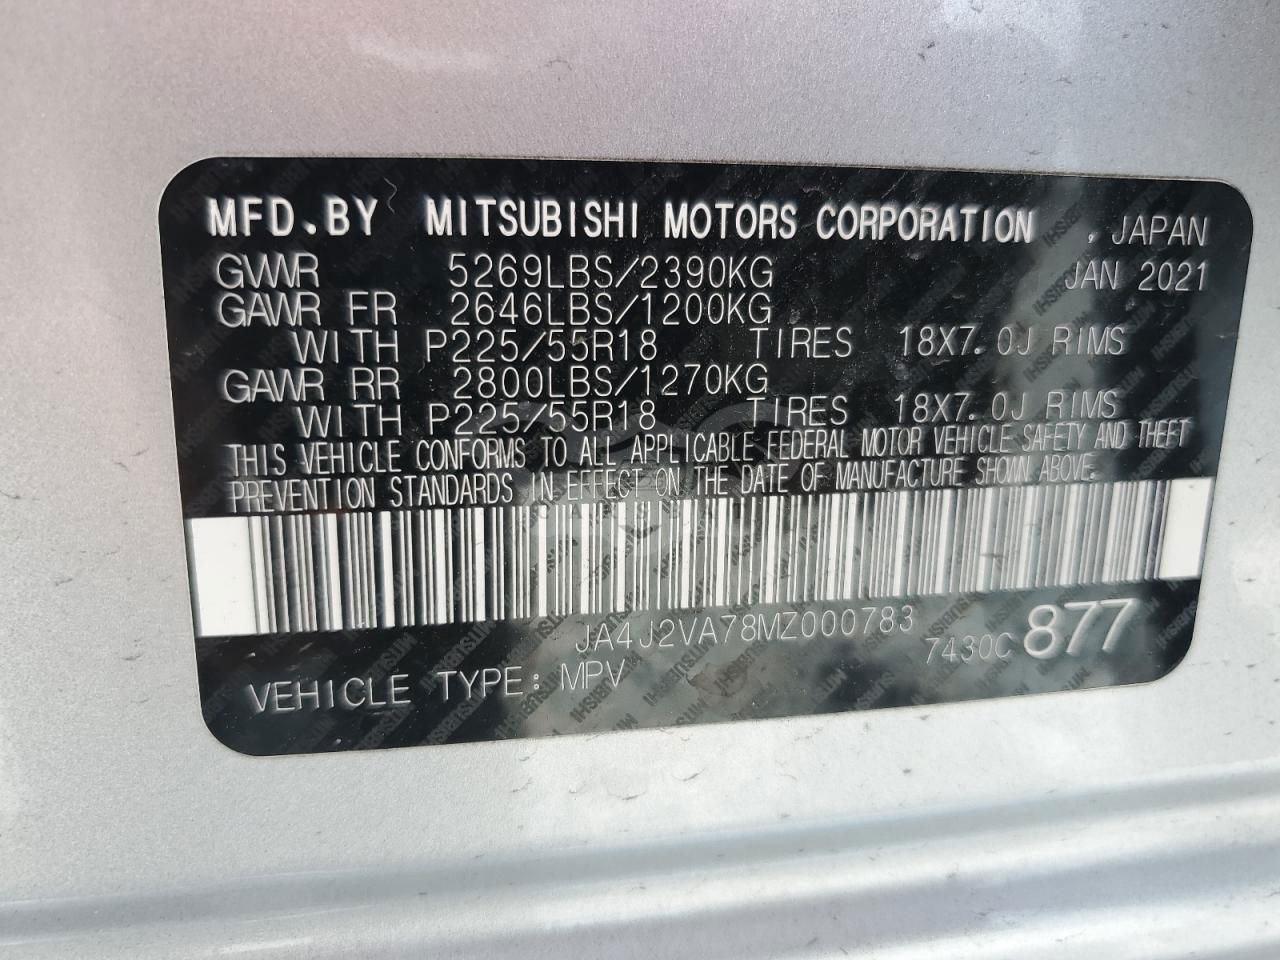 MFD.BY MITSUBISHI MOTORS CORPORATION , JAPAN
GVWR 5269LBS/2390KG JAN 2021
GAWR FR 2646LBS/1200KG
WITH P225/55R18 TIRES 18X7.0J RIMS
GAWR RR 2800LBS/1270KG
WITH P225/55R18 TIRES 18X7.0J RIMS
THIS VEHICLE CONFORMS TO ALL APPLICABLE FEDERAL MOTOR VEHICLE SAFETY AND THEFT
PREVENTION STANDARDS IN EFFECT ON THE DATE OF MANUFACTURE SHOWN ABOVE.
JA4J2VA78MZ000783
7430C 877
VEHICLE TYPE: MPV